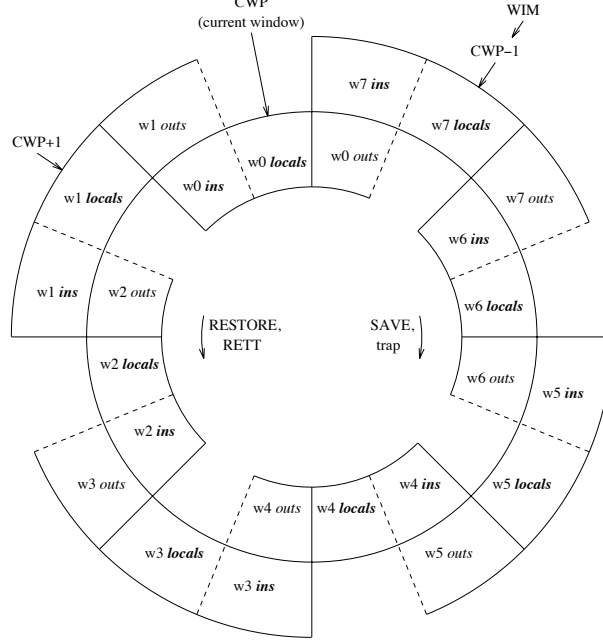 CWP
(current window)
WIM
CWP-1
w7 ins
w1 outs
w7 locals
CWP+1
w0 locals
w0 outs
w0 ins
w7 outs
w1 locals
w6 ins
w1 ins
w2 outs
w6 locals
RESTORE,
RETT
SAVE,
trap
w2 locals
w6 outs
w5 ins
w2 ins
w3 outs
w4 ins
w5 locals
w4 outs
w4 locals
w3 locals
w5 outs
w3 ins